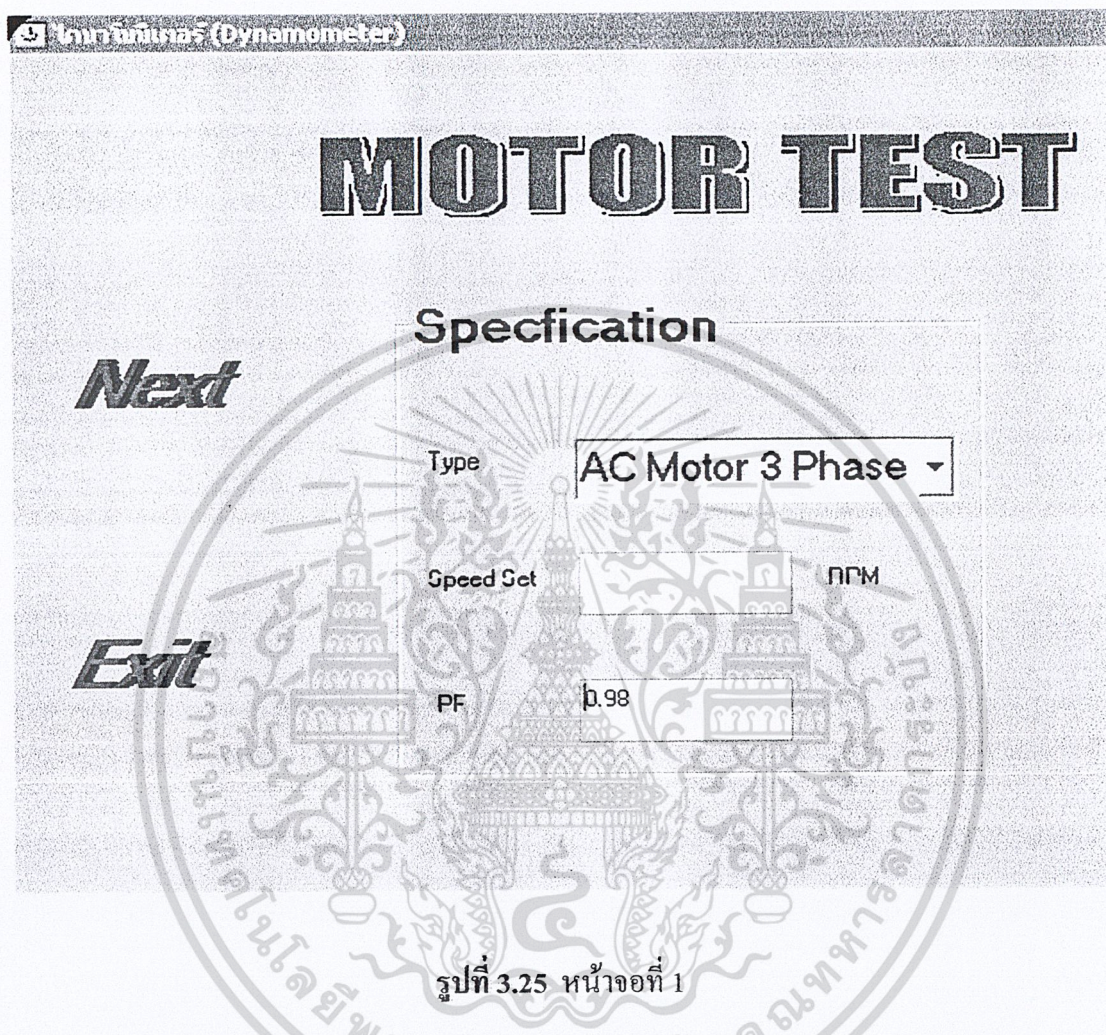 ไดนาโมมิเตอร์ (Dynamometer)
MOTOR TEST
Specfication
Next
Type
AC Motor 3 Phase
Speed Set
RPM
Exit
PF
0.98
รูปที่ 3.25 หน้าจอที่ 1